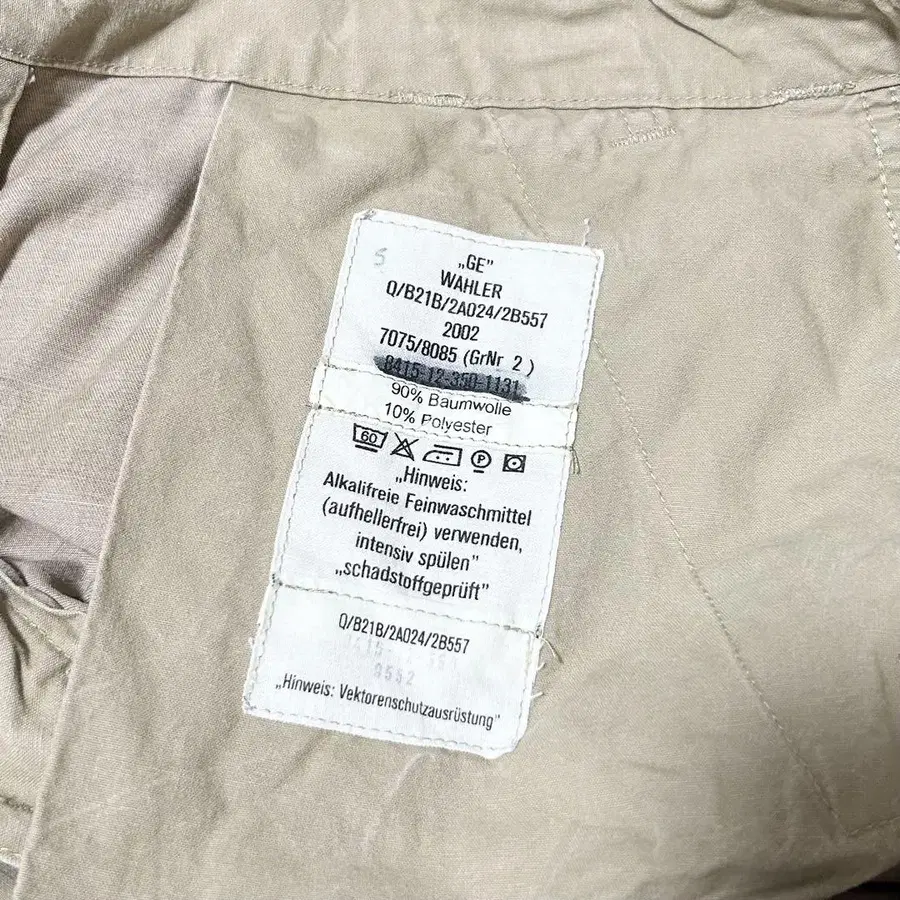 S
„GE"
WAHLER
Q/B21B/2A024/2B557
2002
7075/8085 (GrNr 2 )
8415-12-350-1131
90% Baumwolle
10% Polyester
60
P
„Hinweis:
Alkalifreie Feinwaschmittel
(aufhellerfrei) verwenden,
intensiv spülen"
„schadstoffgeprüft"
Q/B21B/2A024/2B557
„Hinweis: Vektorenschutzausrüstung"